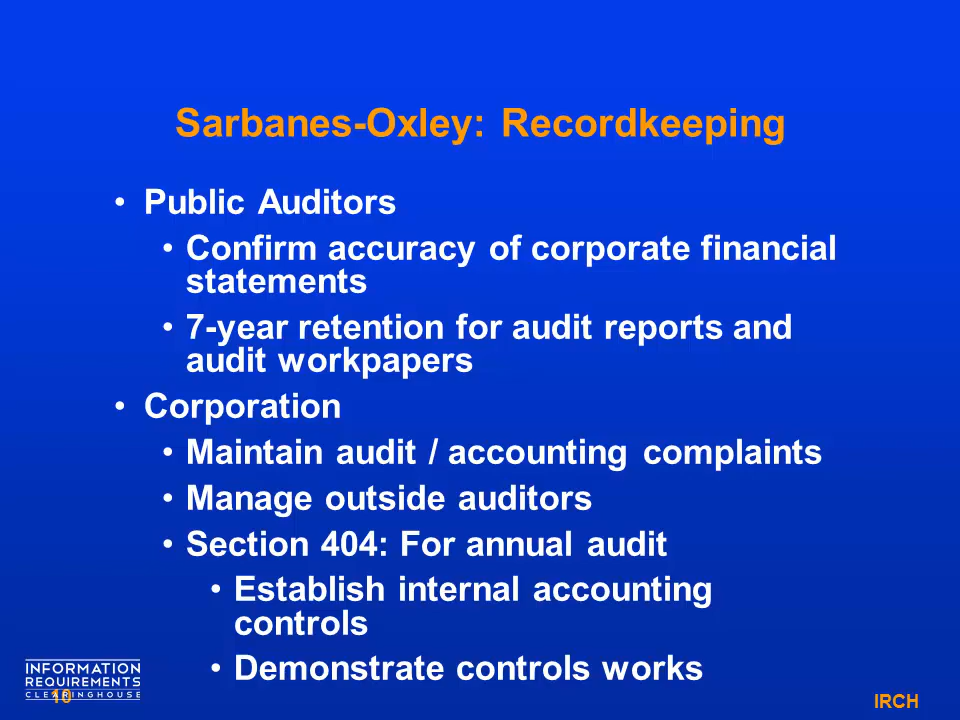 Sarbanes-Oxley: Recordkeeping
• Public Auditors
• Confirm accuracy of corporate financial
statements
• 7-year retention for audit reports and
audit workpapers
• Corporation
• Maintain audit / accounting complaints
• Manage outside auditors
• Section 404: For annual audit
• Establish internal accounting
controls
• Demonstrate controls works
INFORMATION
REQUIREMENTS
CLEARINGHOUSE
10
IRCH